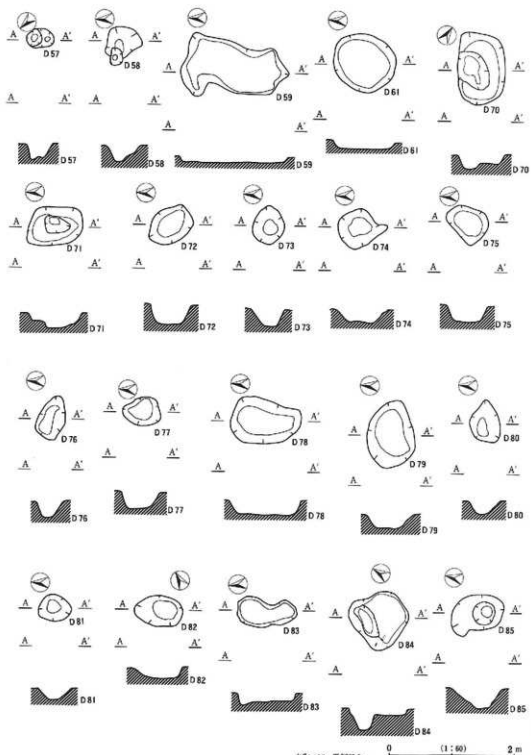 A A' D57
A A'
D57
A A' D58
A A'
D58
A A' D59
A A'
D59
A A' D61
A A'
D61
A A' D70
A A'
D70
A A' D71
A A'
D71
A A' D72
A A'
D72
A A' D73
A A'
D73
A A' D74
A A'
D74
A A' D75
A A'
D75
A A' D76
A A'
D76
A A' D77
A A'
D77
A A' D78
A A'
D78
A A' D79
A A'
D79
A A' D80
A A'
D80
A A' D81
A A'
D81
A A' D82
A A'
D82
A A' D83
A A'
D83
A A' D84
A A'
D84
A A' D85
A A'
D85
0 (1:60) 2m